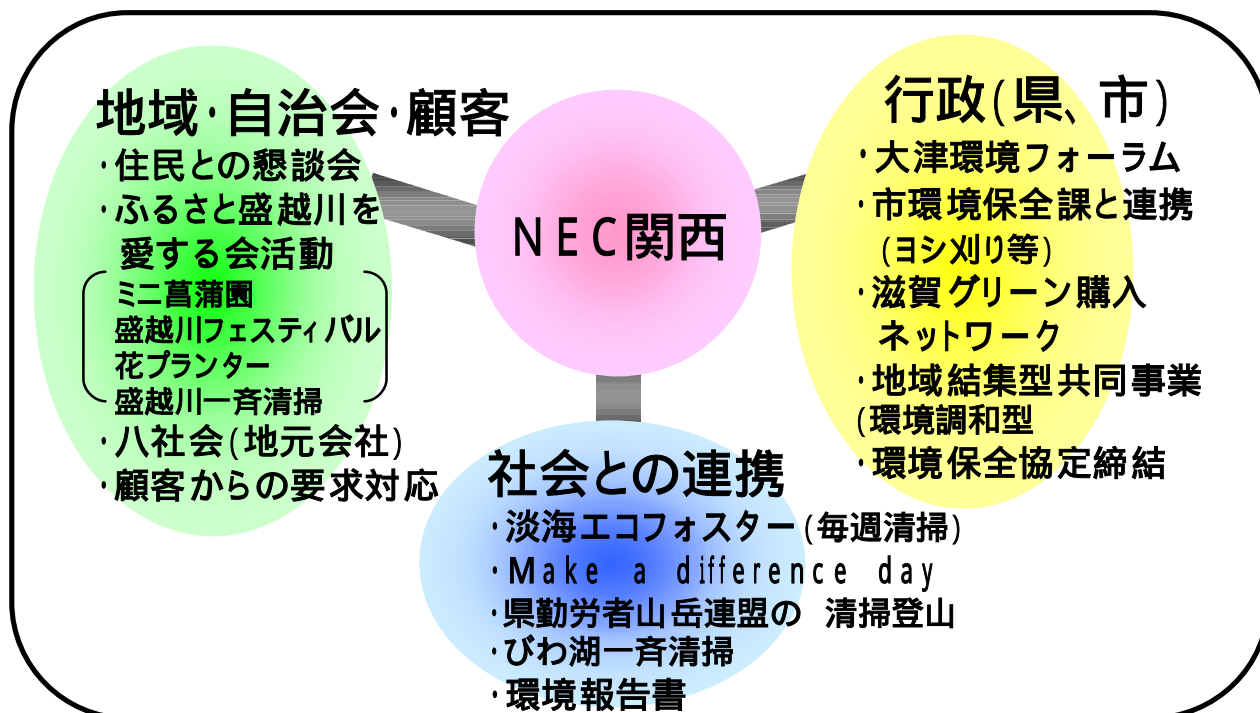 地域・自治会・顧客
・住民との懇談会
・ふるさと盛越川を
愛する会活動
ミニ菖蒲園
盛越川フェスティバル
花プランター
盛越川一斉清掃
・八社会(地元会社)
・顧客からの要求対応
NEC関西
行政(県、市)
・大津環境フォーラム
・市環境保全課と連携
(ヨシ刈り等)
・滋賀グリーン購入
ネットワーク
・地域結集型共同事業
(環境調和型
・環境保全協定締結
社会との連携
・淡海エコフォスター(毎週清掃)
・Make a difference day
・県勤労者山岳連盟の 清掃登山
・びわ湖一斉清掃
・環境報告書